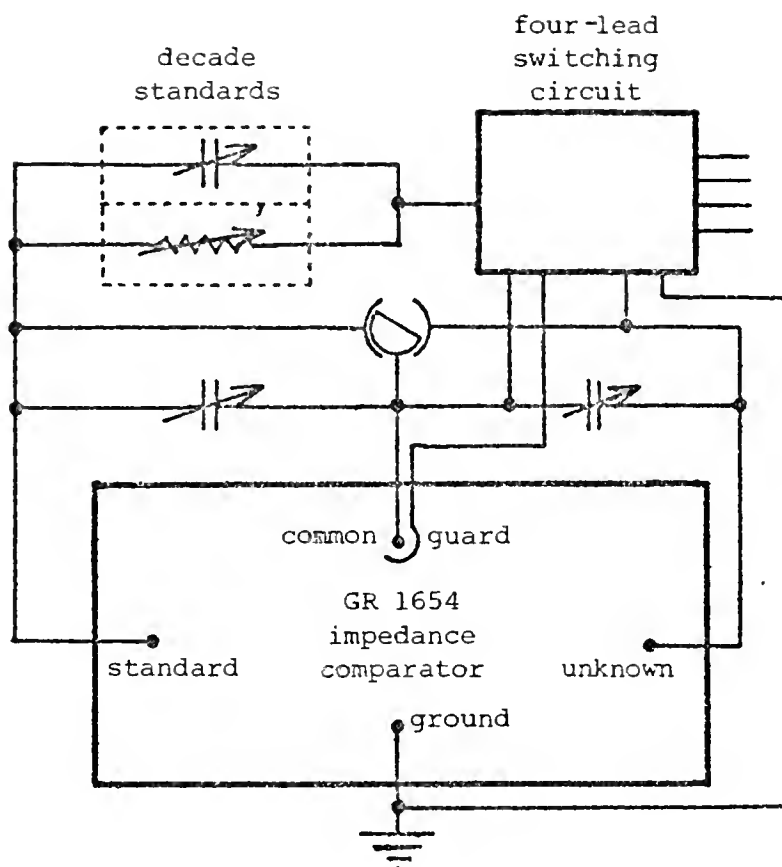 decade
standards
four-lead
switching
circuit
common
guard
GR 1654
impedance
comparator
standard
unknown
ground